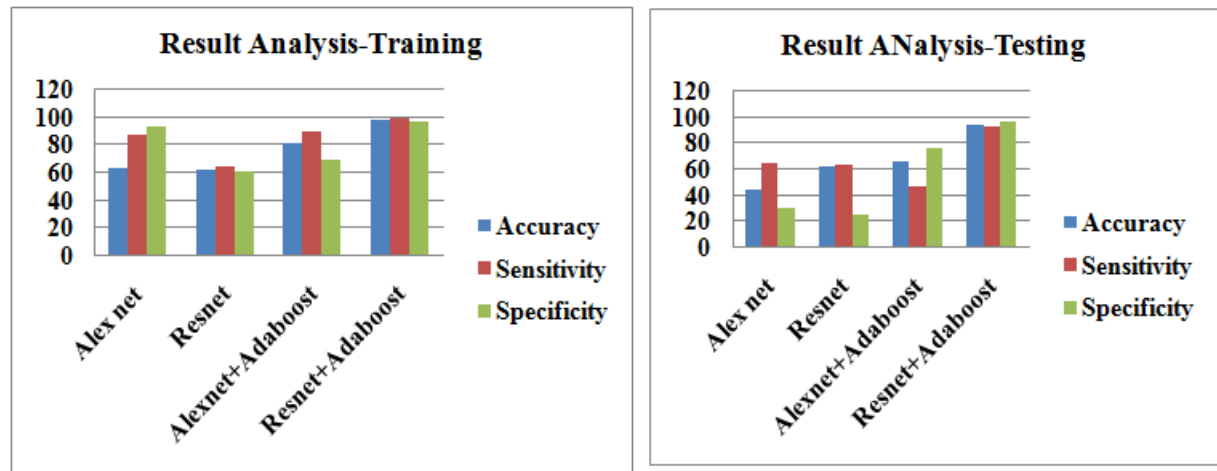 Result Analysis-Training
120
100
80
60
40
20
0
Alex net
Resnet
Alexnet+Adaboost
Resnet+Adaboost
Accuracy
Sensitivity
Specificity
Result ANalysis-Testing
120
100
80
60
40
20
0
Alex net
Resnet
Alexnet+Adaboost
Resnet+Adaboost
Accuracy
Sensitivity
Specificity